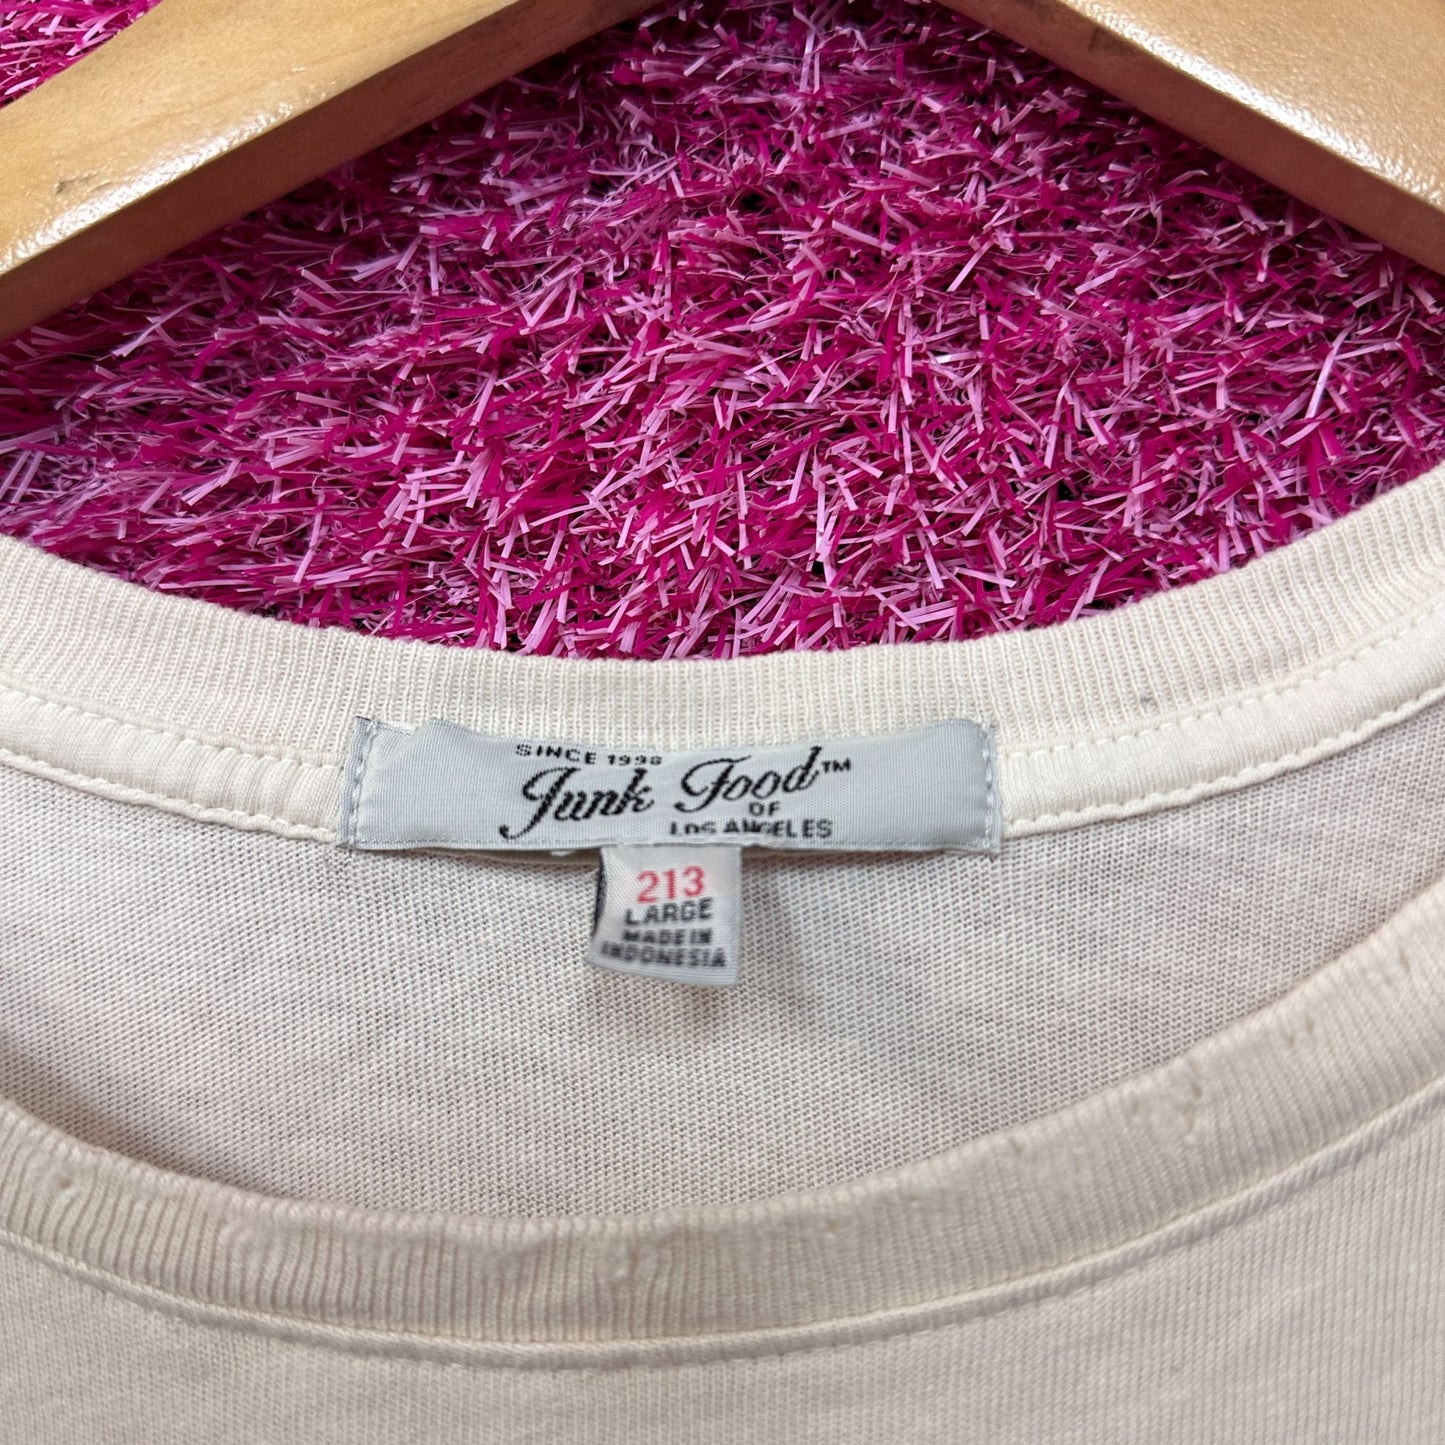 SINCE 1998
Junk Food™
OF
LOS ANGELES
213
LARGE
MADE IN
INDONESIA